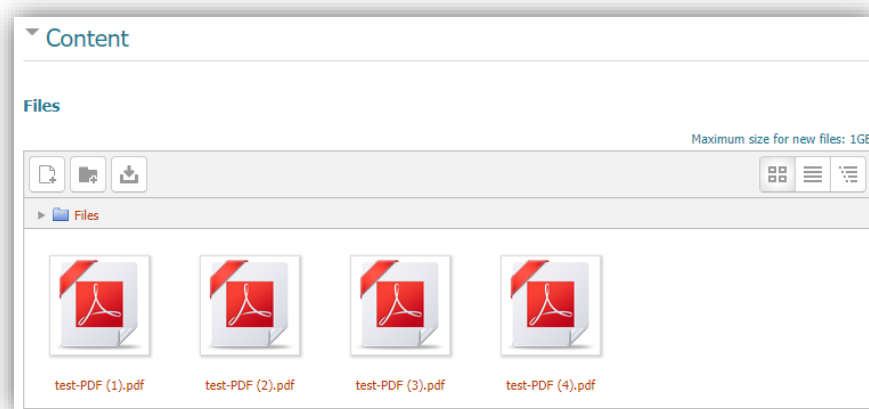 Content
Files
Maximum size for new files: 1GB
Files
test-PDF (1).pdf
test-PDF (2).pdf
test-PDF (3).pdf
test-PDF (4).pdf